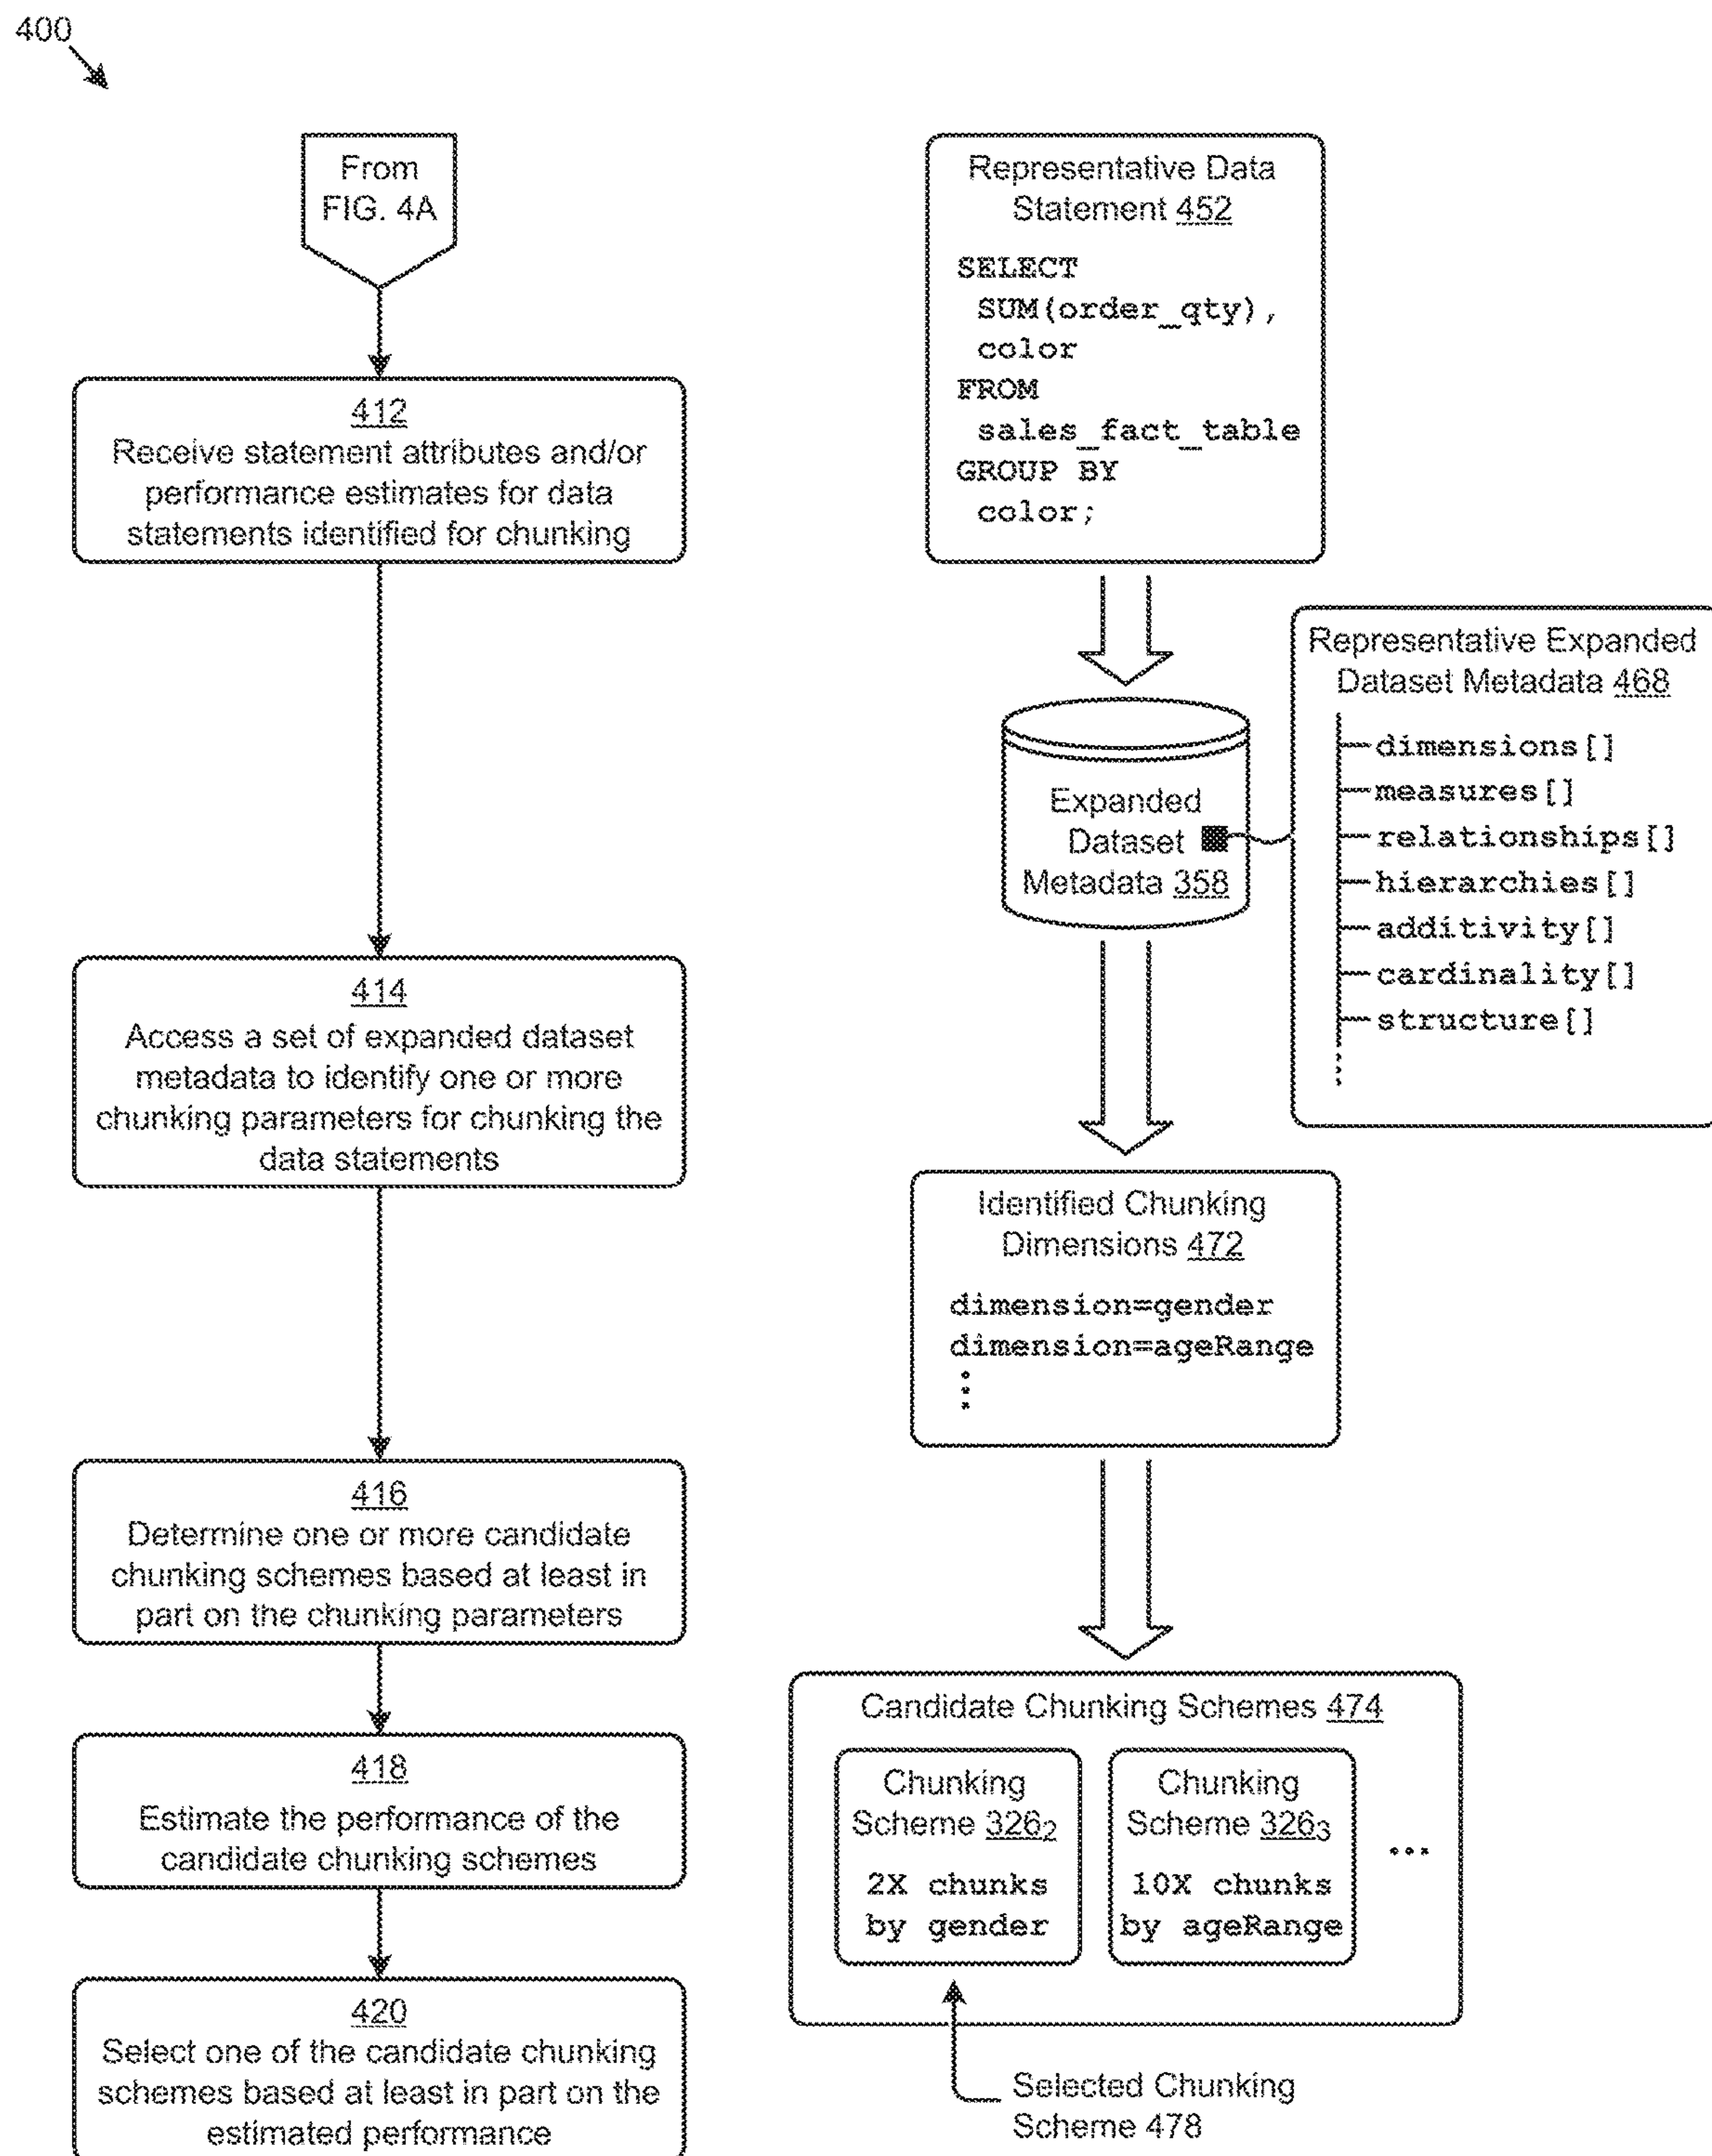 400
From
FIG. 4A
412
Receive statement attributes and/or
performance estimates for data
statements identified for chunking
414
Access a set of expanded dataset
metadata to identify one or more
chunking parameters for chunking the
data statements
416
Determine one or more candidate
chunking schemes based at least in
part on the chunking parameters
418
Estimate the performance of the
candidate chunking schemes
420
Select one of the candidate chunking
schemes based at least in part on the
estimated performance
Representative Data
Statement 452
SELECT
SUM(order_qty),
color
FROM
sales_fact_table
GROUP BY
color;
Expanded
Dataset
Metadata 358
Representative Expanded
Dataset Metadata 468
dimensions[]
measures[]
relationships[]
hierarchies[]
additivity[]
cardinality[]
structure[]
Identified Chunking
Dimensions 472
dimension=gender
dimension=ageRange
Candidate Chunking Schemes 474
Chunking
Scheme 326₂
2X chunks
by gender
Chunking
Scheme 326₃
10X chunks
by ageRange
Selected Chunking
Scheme 478